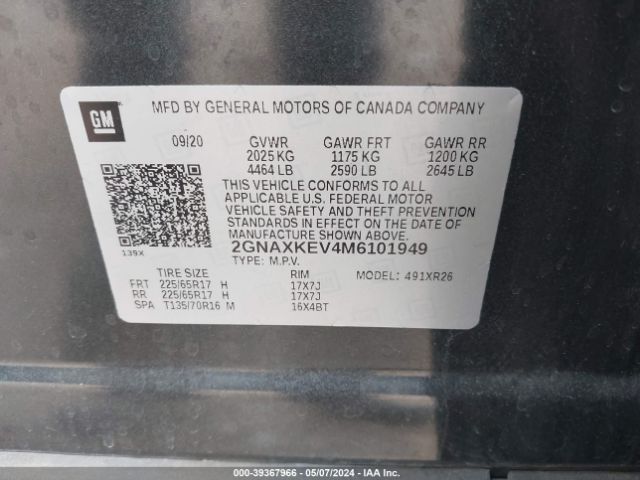 GM
MFD BY GENERAL MOTORS OF CANADA COMPANY
09/20 GVWR GAWR FRT GAWR RR
2025 KG 1175 KG 1200 KG
4464 LB 2590 LB 2645 LB
THIS VEHICLE CONFORMS TO ALL
APPLICABLE U.S. FEDERAL MOTOR
VEHICLE SAFETY AND THEFT PREVENTION
STANDARDS IN EFFECT ON THE DATE OF
MANUFACTURE SHOWN ABOVE.
2GNAXKEV4M6101949
139X
TYPE: M.P.V.
TIRE SIZE RIM MODEL: 491XR26
FRT 225/65R17 H 17X7J
RR 225/65R17 H 17X7J
SPA T135/70R16 M 16X4BT
000-39367966 — 05/07/2024 — IAA Inc.